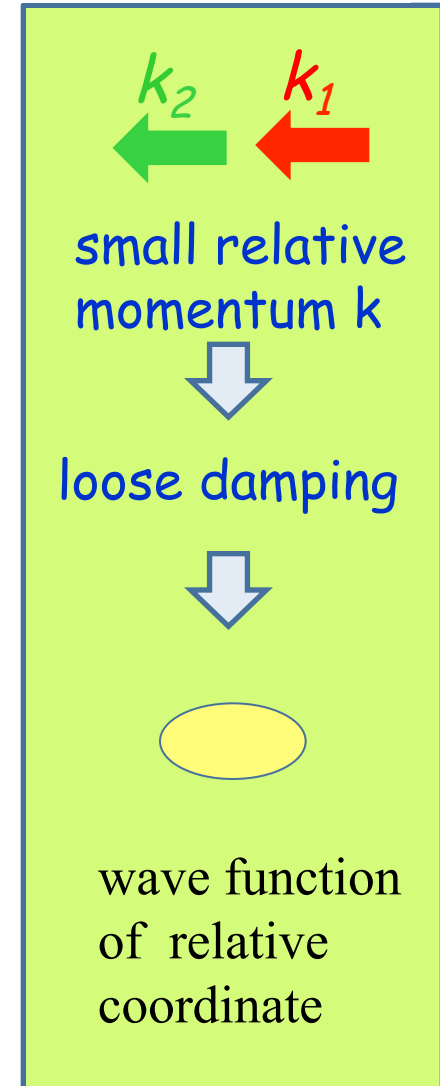 k2 k1
small relative
momentum k
loose damping
wave function
of relative
coordinate